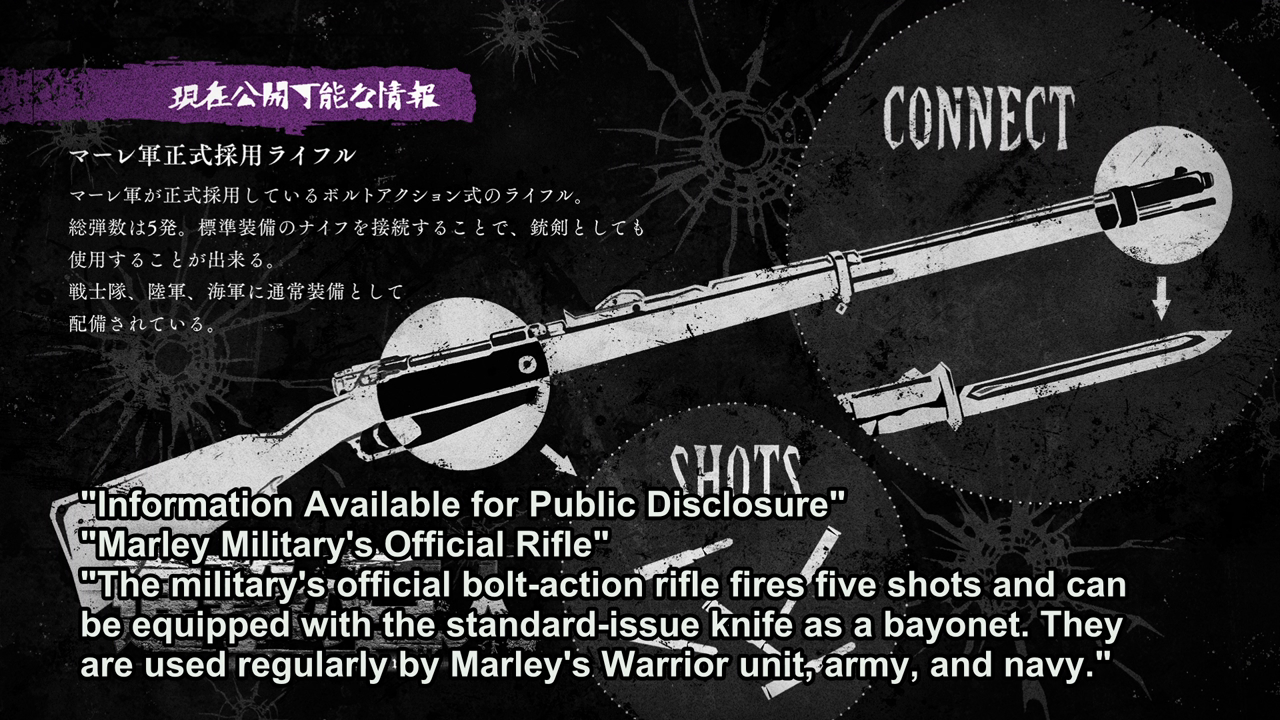 現在公開可能な情報
マーレ軍正式採用ライフル
マーレ軍が正式採用しているボルトアクション式のライフル。
総弾数は5発。標準装備のナイフを接続することで、銃剣としても
使用することが出来る。
戦士隊、陸軍、海軍に通常装備として
配備されている。
CONNECT
SHOTS
"Information Available for Public Disclosure"
"Marley Military's Official Rifle"
"The military's official bolt-action rifle fires five shots and can
be equipped with the standard-issue knife as a bayonet. They
are used regularly by Marley's Warrior unit, army, and navy."